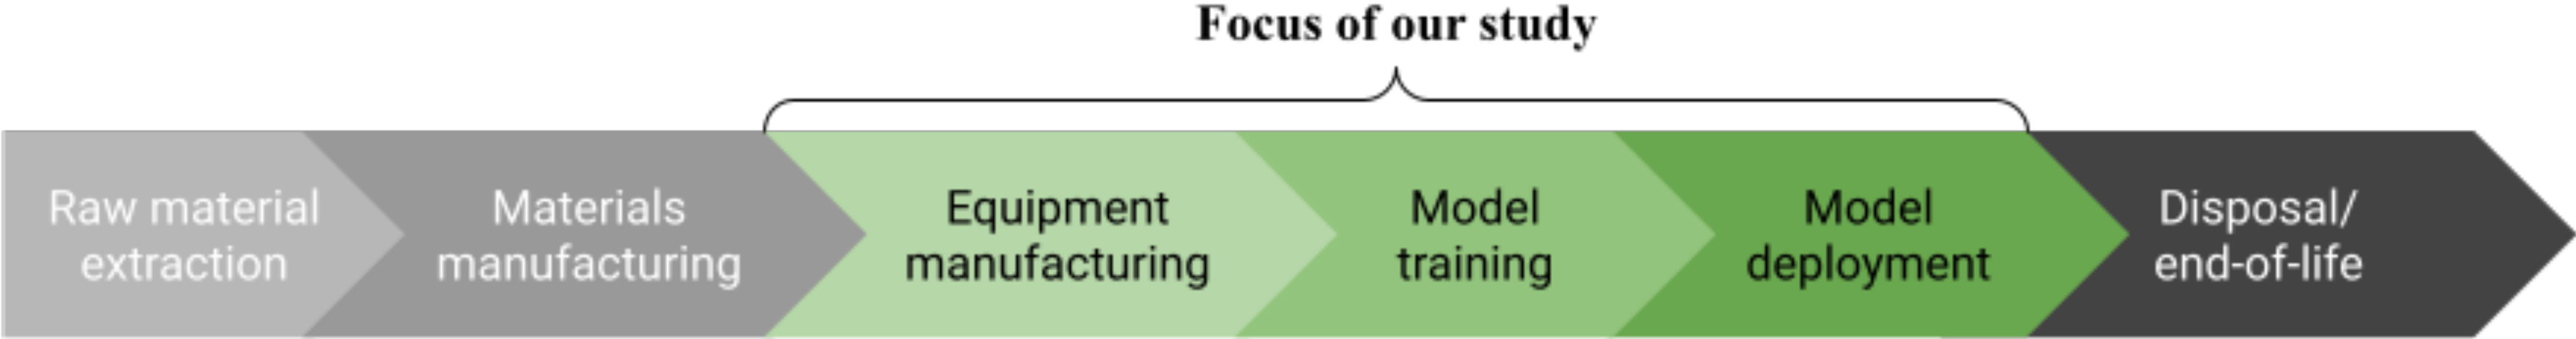 Focus of our study
Raw material
extraction
Materials
manufacturing
Equipment
manufacturing
Model
training
Model
deployment
Disposal/
end-of-life